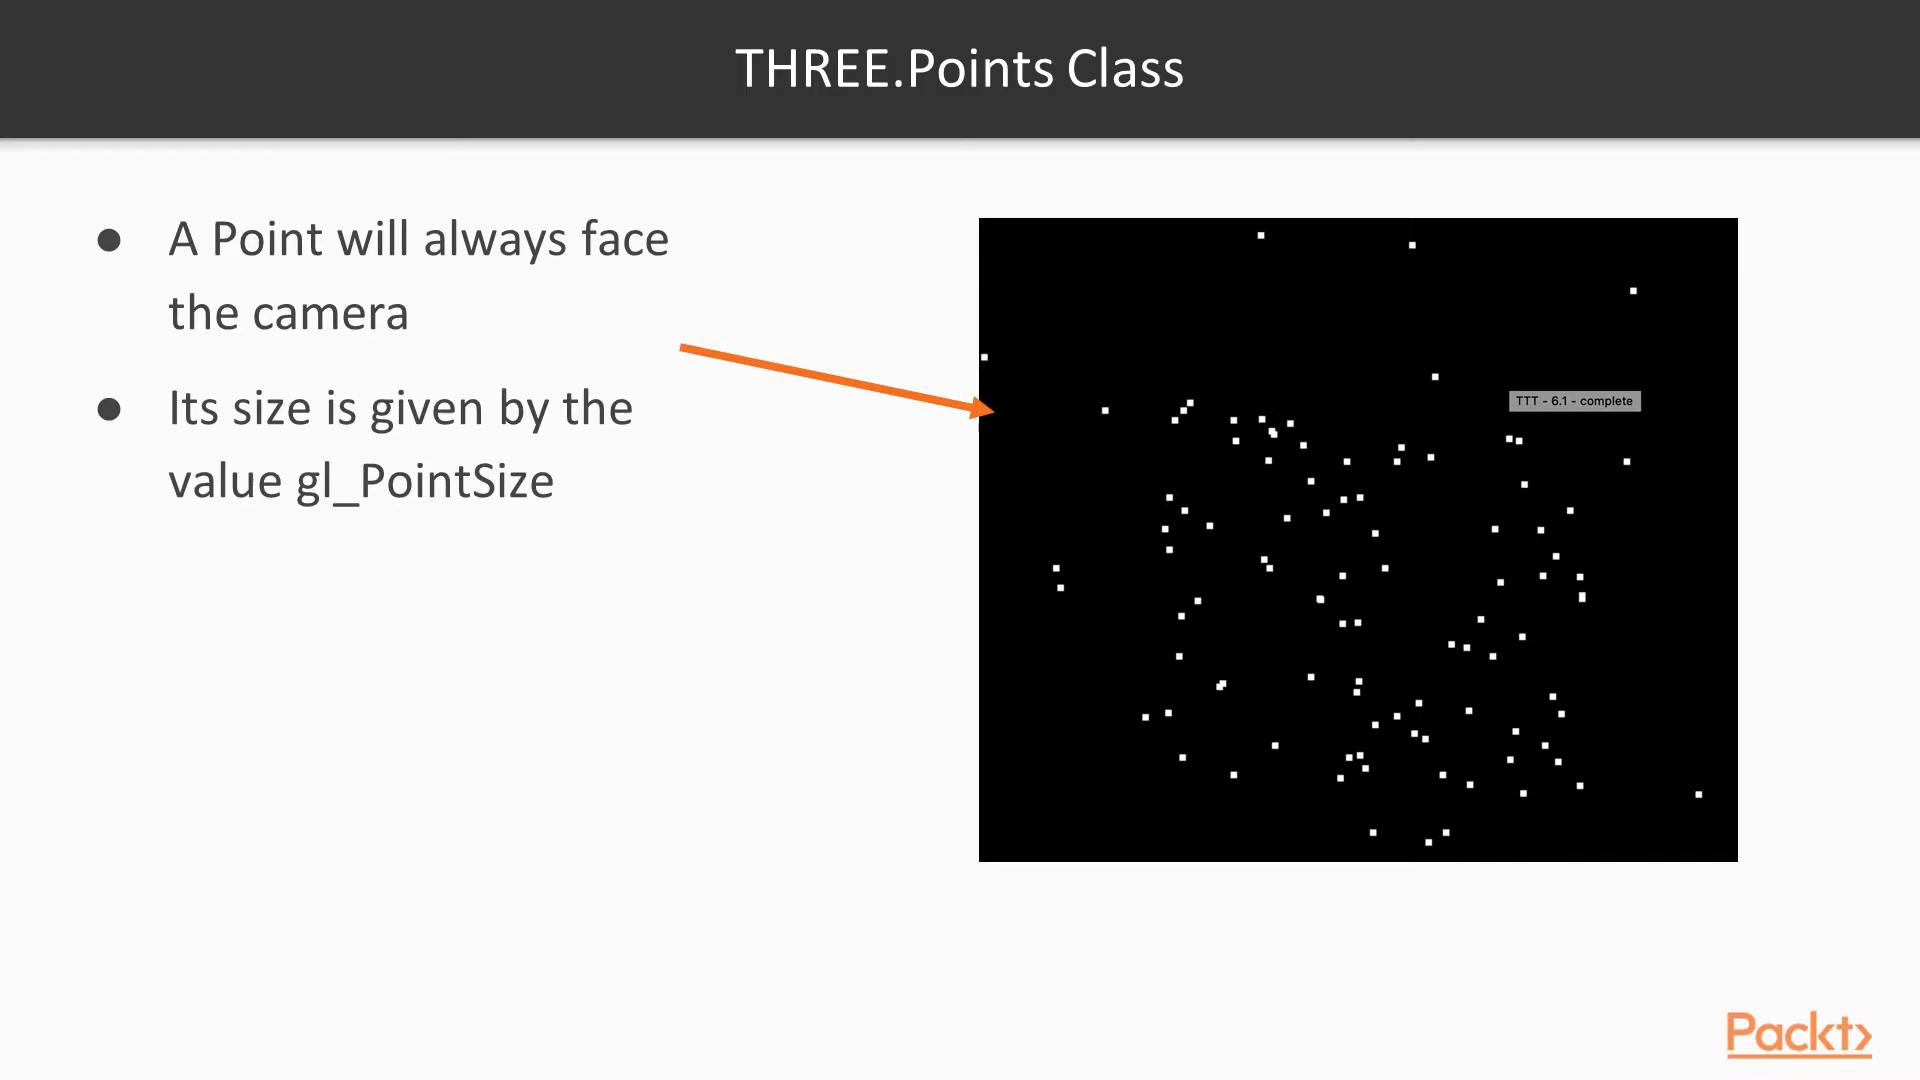 THREE.Points Class
● A Point will always face
the camera
● Its size is given by the
value gl_PointSize
TTT - 6.1 - complete
Packt>